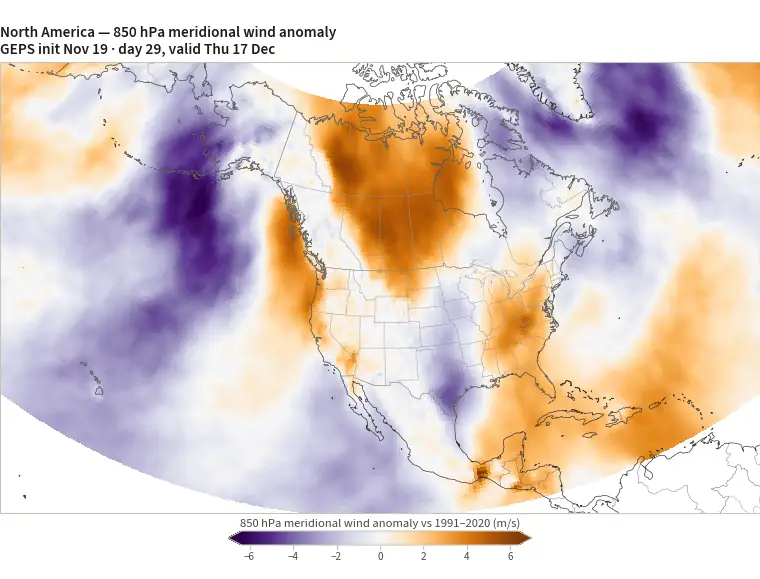 North America — 850 hPa meridional wind anomaly
GEPS init Nov 19 · day 29, valid Thu 17 Dec
850 hPa meridional wind anomaly vs 1991–2020 (m/s)
−6 −4 −2 0 2 4 6